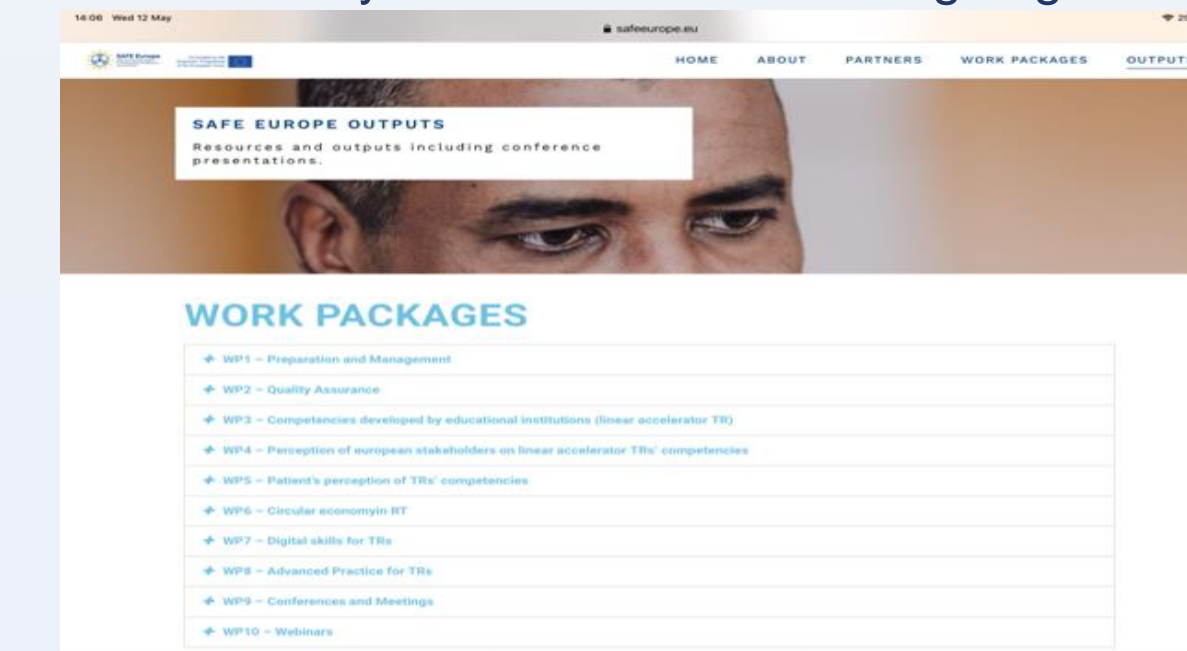 14:06 Wed 12 May
safeeurope.eu
SAFE Europe
HOME ABOUT PARTNERS WORK PACKAGES OUTPUT
SAFE EUROPE OUTPUTS
Resources and outputs including conference
presentations.
WORK PACKAGES
WP1 – Preparation and Management
WP2 – Quality Assurance
WP3 – Competencies developed by educational institutions (linear accelerator TR)
WP4 – Perception of european stakeholders on linear accelerator TRs' competencies
WP5 – Patient's perception of TRs' competencies
WP6 – Circular economyin RT
WP7 – Digital skills for TRs
WP8 – Advanced Practice for TRs
WP9 – Conferences and Meetings
WP10 – Webinars